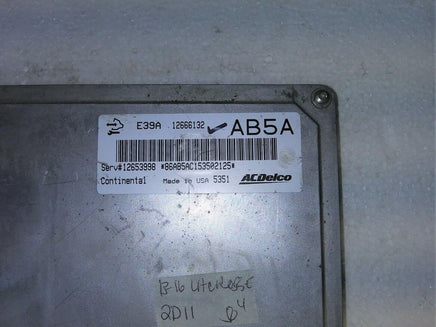 E39A 12666132 AB5A
Serv#12653998 *86AB5AC153502125*
Continental Made in USA 5351 ACDelco
2D11